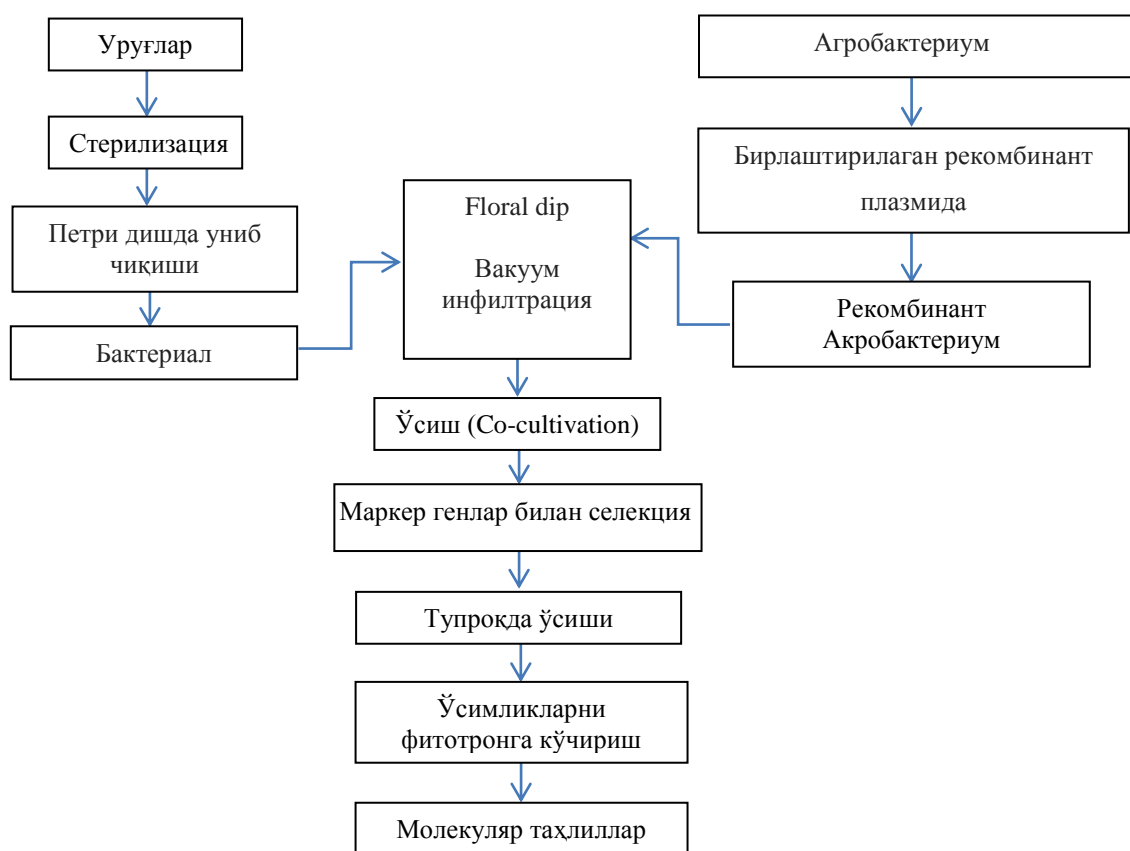 Уруғлар
Стерилизация
Петри дишда униб
чиқиши
Бактериал
Агробактериум
Бирлаштирилаган рекомбинант
плазмида
Рекомбинант
Акробактериум
Floral dip
Вакуум
инфилтрация
Ўсиш (Co-cultivation)
Маркер генлар билан селекция
Тупроқда ўсиши
Ўсимликларни
фитотронга кўчириш
Молекуляр таҳлиллар